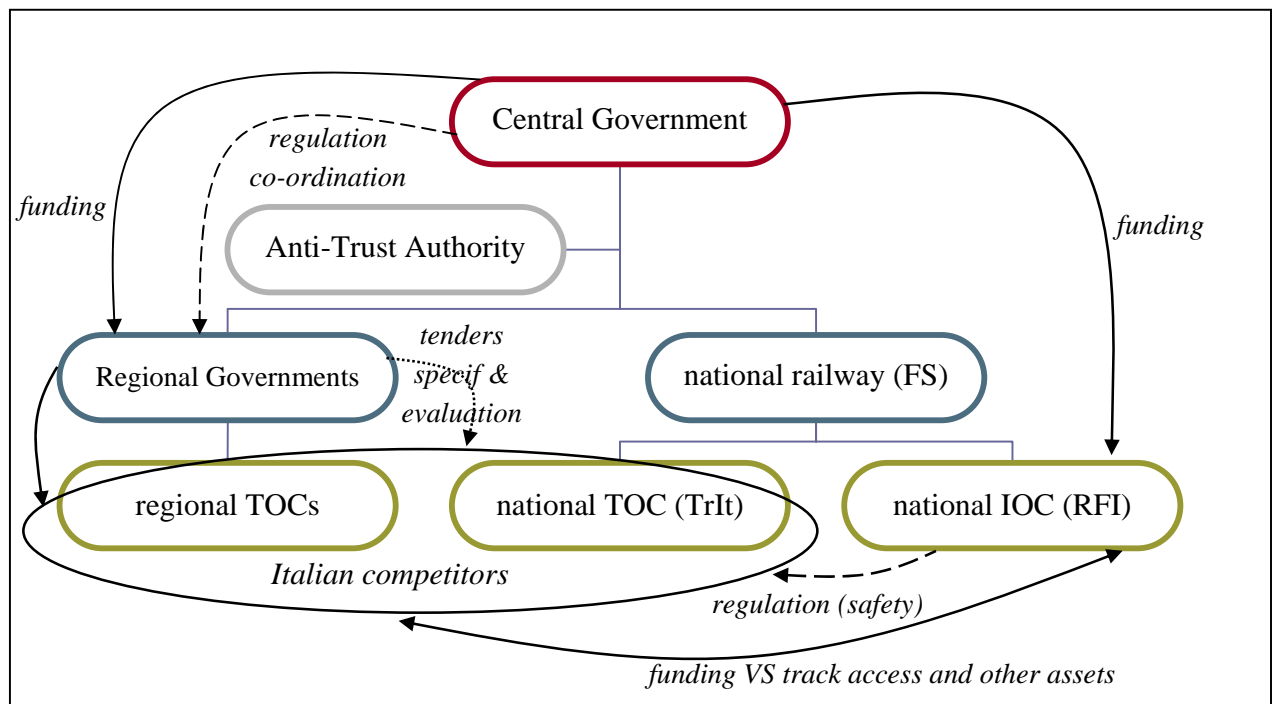 Central Government
regulation
co-ordination
funding
funding
Anti-Trust Authority
tenders
specif &
evaluation
Regional Governments
national railway (FS)
regional TOCs
national TOC (TrIt)
national IOC (RFI)
Italian competitors
regulation (safety)
funding VS track access and other assets